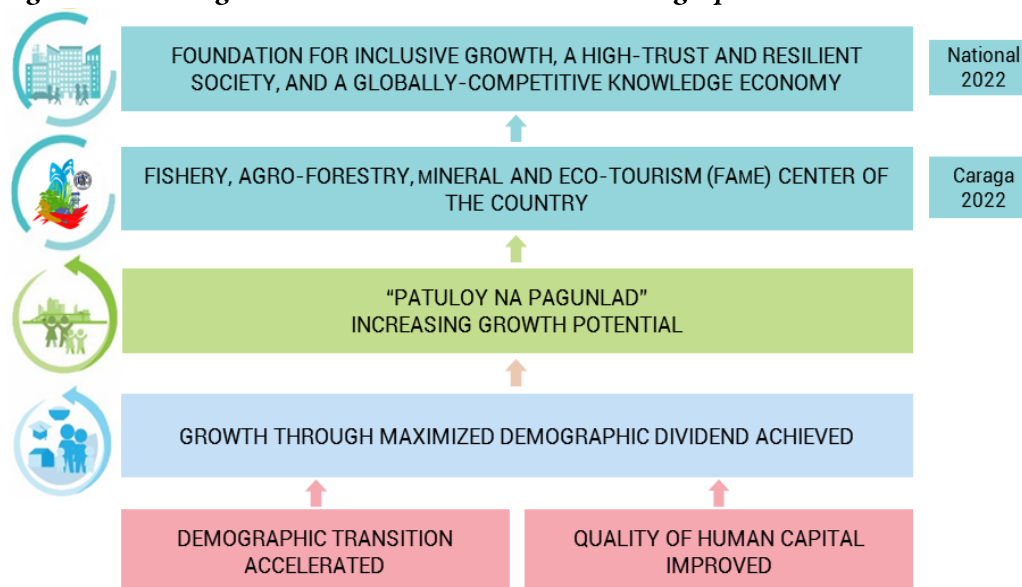 FOUNDATION FOR INCLUSIVE GROWTH, A HIGH-TRUST AND RESILIENT
SOCIETY, AND A GLOBALLY-COMPETITIVE KNOWLEDGE ECONOMY
National
2022
FISHERY, AGRO-FORESTRY, MINERAL AND ECO-TOURISM (FAME) CENTER OF
THE COUNTRY
Caraga
2022
“PATULOY NA PAGUNLAD”
INCREASING GROWTH POTENTIAL
GROWTH THROUGH MAXIMIZED DEMOGRAPHIC DIVIDEND ACHIEVED
DEMOGRAPHIC TRANSITION
ACCELERATED
QUALITY OF HUMAN CAPITAL
IMPROVED